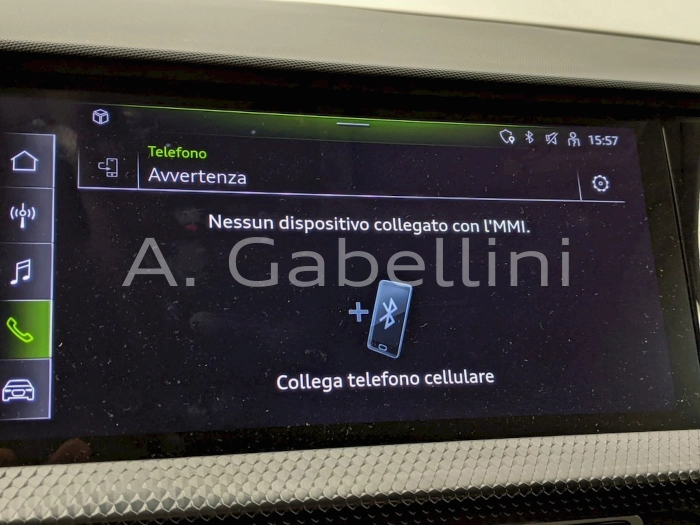 15:57
Telefono
Avvertenza
Nessun dispositivo collegato con l'MMI.
A. Gabellini
Collega telefono cellulare